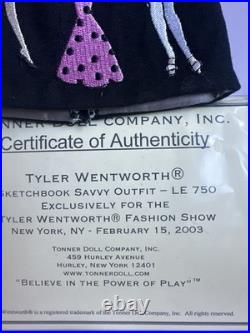 TONNER DOLL COMPANY, INC.
Certificate of Authenticity
TYLER WENTWORTH®
SKETCHBOOK SAVVY OUTFIT – LE 750
EXCLUSIVELY FOR THE
TYLER WENTWORTH® FASHION SHOW
NEW YORK, NY - FEBRUARY 15, 2003
TONNER DOLL COMPANY, INC.
459 HURLEY AVENUE
HURLEY, NEW YORK 12401
WWW.TONNERDOLL.COM
"BELIEVE IN THE POWER OF PLAY"™
Wentworth® is a registered trademark of the Tonner Doll Company, Inc. All rights reserved.